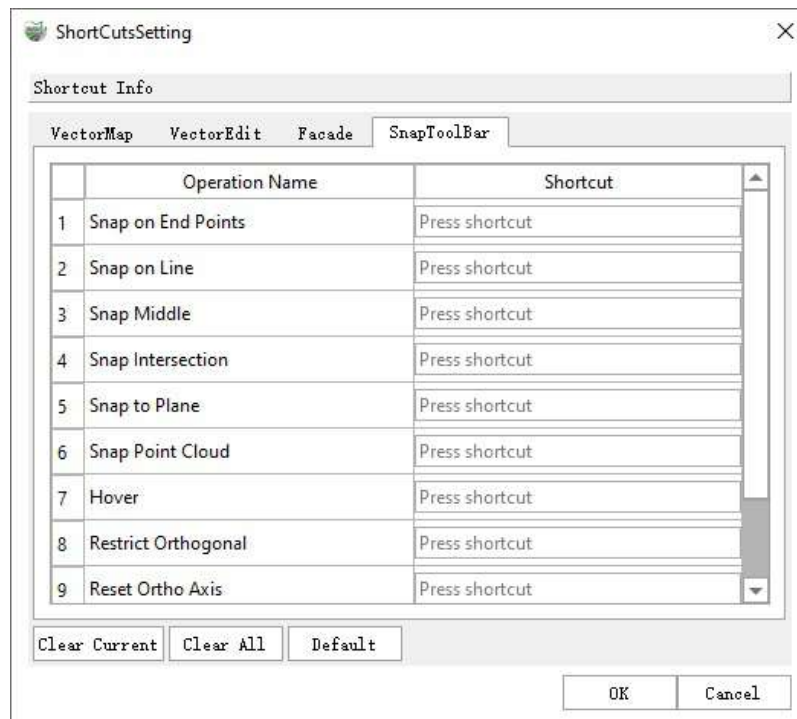 ShortCutsSetting
Shortcut Info
VectorMap VectorEdit Facade SnapToolBar
Operation Name Shortcut
1 Snap on End Points Press shortcut
2 Snap on Line Press shortcut
3 Snap Middle Press shortcut
4 Snap Intersection Press shortcut
5 Snap to Plane Press shortcut
6 Snap Point Cloud Press shortcut
7 Hover Press shortcut
8 Restrict Orthogonal Press shortcut
9 Reset Ortho Axis Press shortcut
Clear Current Clear All Default
OK Cancel